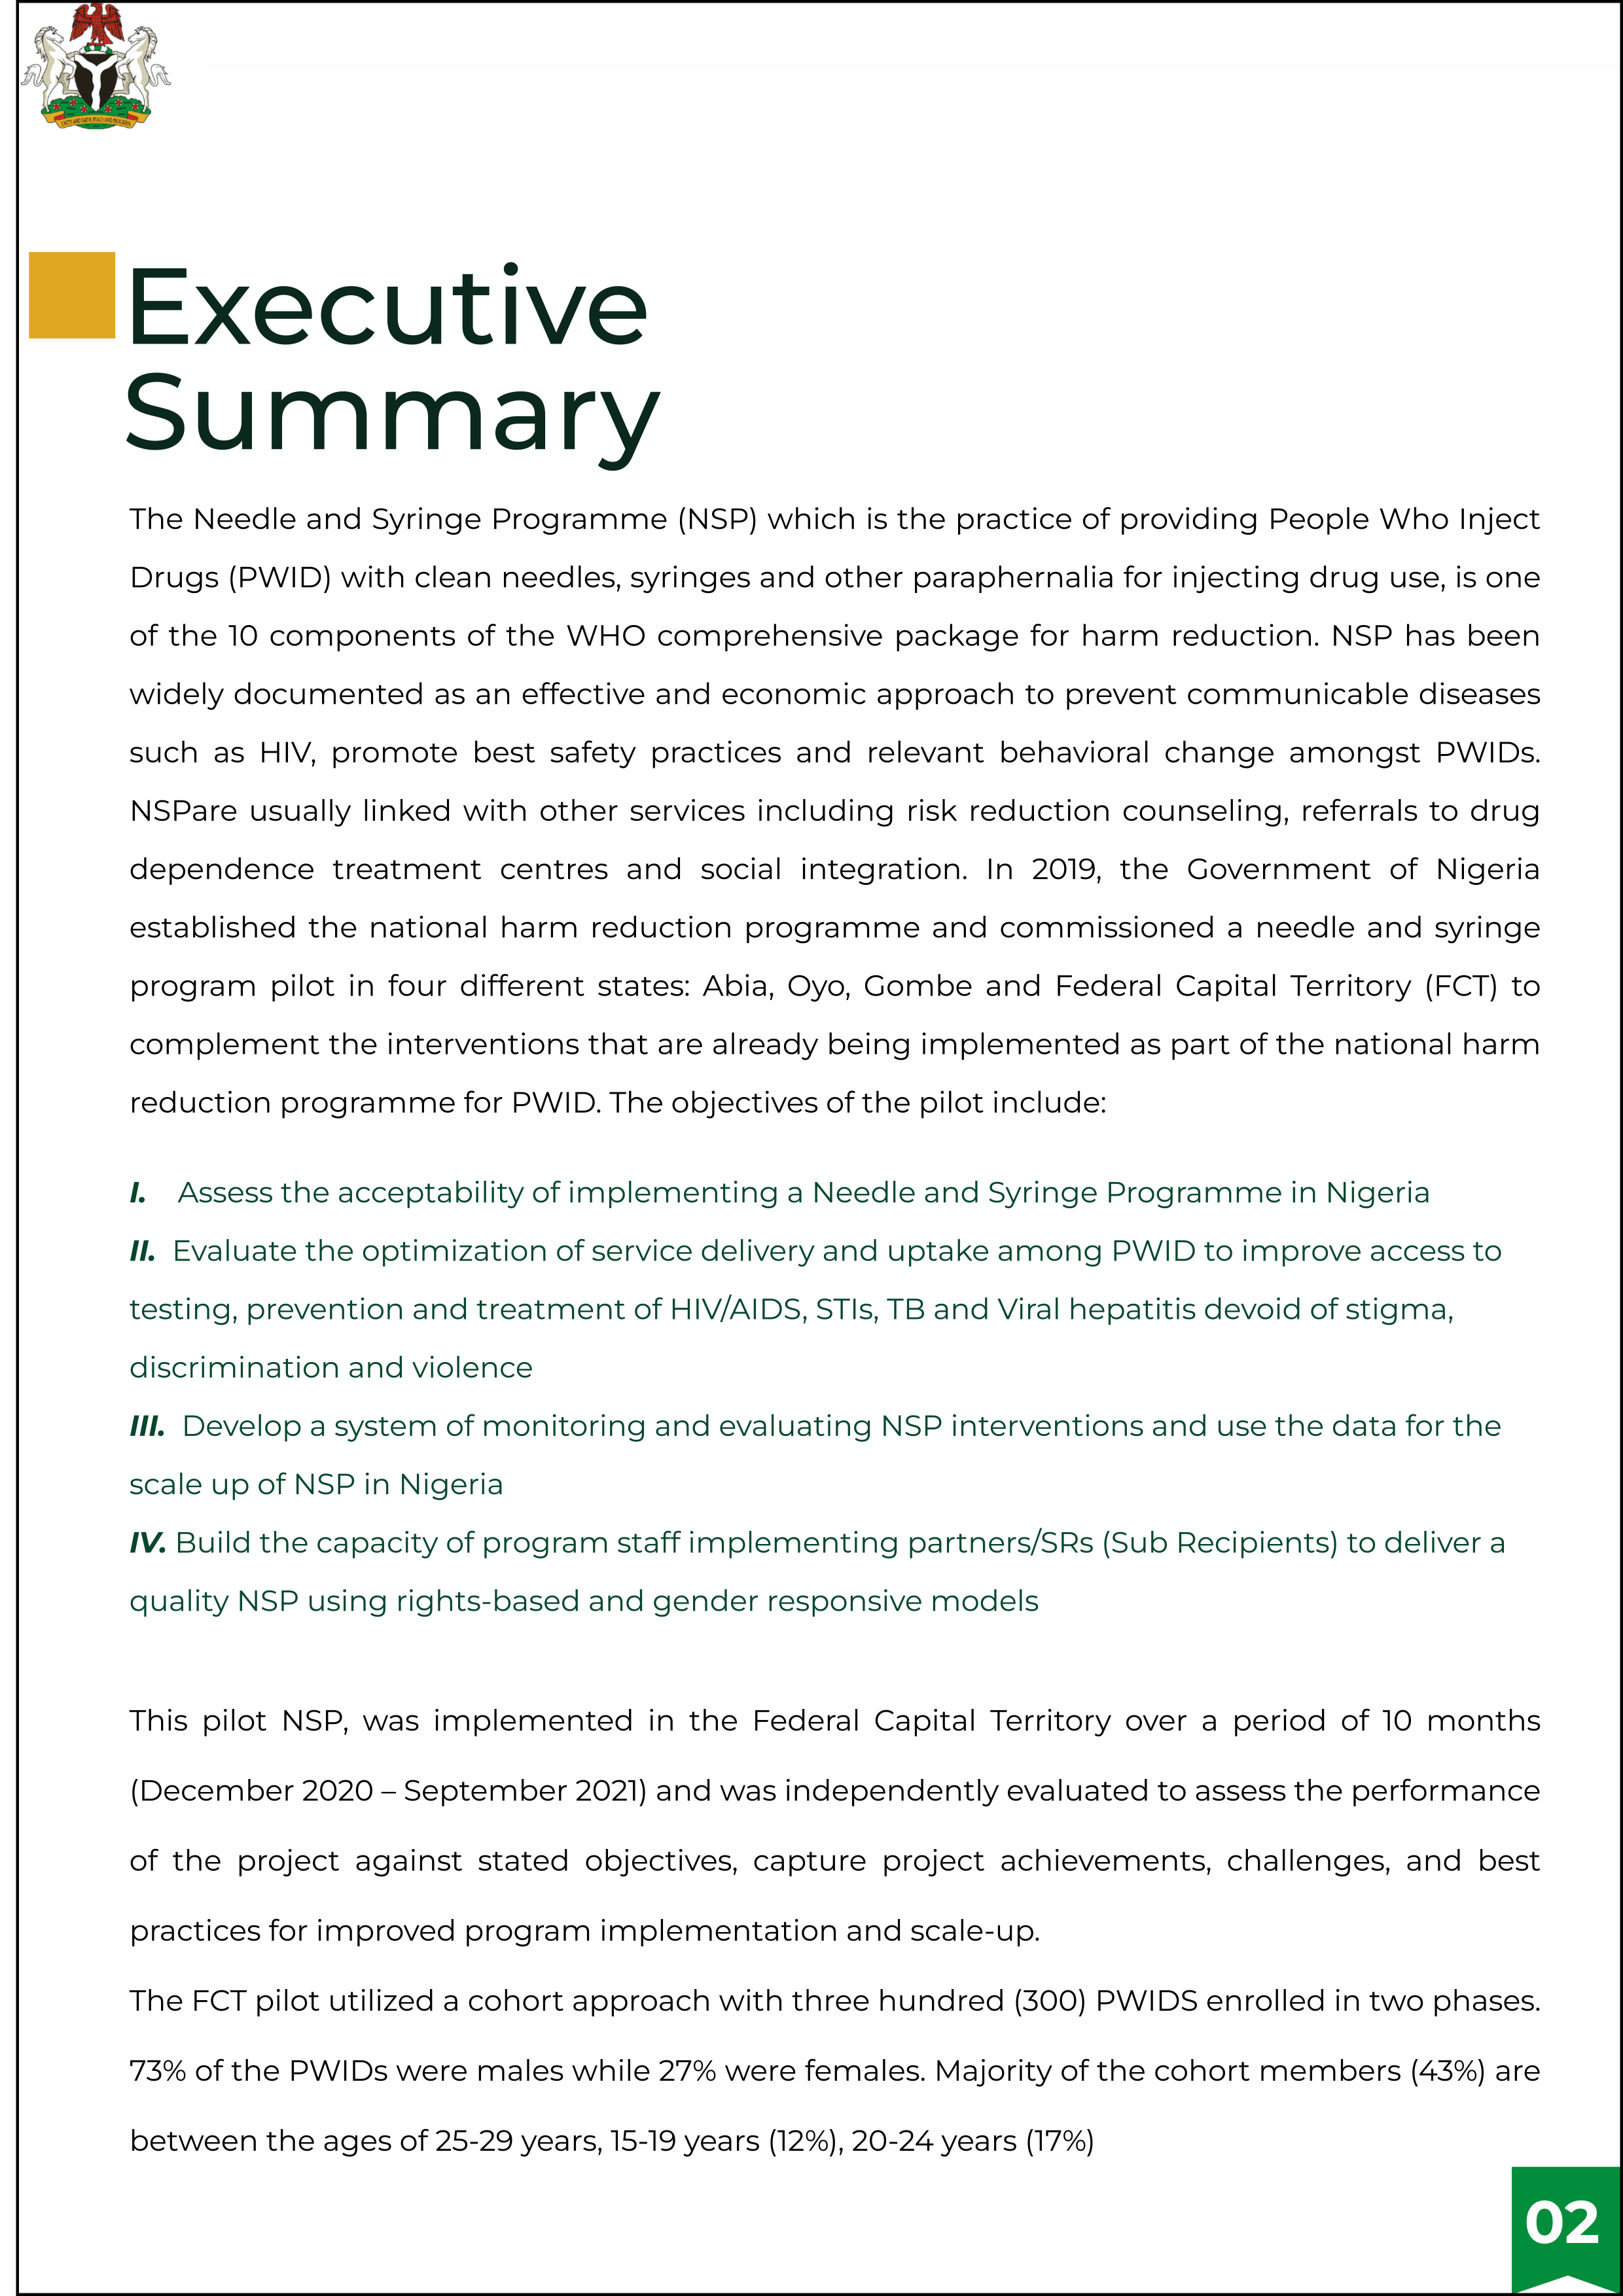 UNITY AND FAITH, PEACE AND PROGRESS
Executive
Summary
The Needle and Syringe Programme (NSP) which is the practice of providing People Who Inject
Drugs (PWID) with clean needles, syringes and other paraphernalia for injecting drug use, is one
of the 10 components of the WHO comprehensive package for harm reduction. NSP has been
widely documented as an effective and economic approach to prevent communicable diseases
such as HIV, promote best safety practices and relevant behavioral change amongst PWIDs.
NSPare usually linked with other services including risk reduction counseling, referrals to drug
dependence treatment centres and social integration. In 2019, the Government of Nigeria
established the national harm reduction programme and commissioned a needle and syringe
program pilot in four different states: Abia, Oyo, Gombe and Federal Capital Territory (FCT) to
complement the interventions that are already being implemented as part of the national harm
reduction programme for PWID. The objectives of the pilot include:
I. Assess the acceptability of implementing a Needle and Syringe Programme in Nigeria
II. Evaluate the optimization of service delivery and uptake among PWID to improve access to
testing, prevention and treatment of HIV/AIDS, STIs, TB and Viral hepatitis devoid of stigma,
discrimination and violence
III. Develop a system of monitoring and evaluating NSP interventions and use the data for the
scale up of NSP in Nigeria
IV. Build the capacity of program staff implementing partners/SRs (Sub Recipients) to deliver a
quality NSP using rights-based and gender responsive models
This pilot NSP, was implemented in the Federal Capital Territory over a period of 10 months
(December 2020 – September 2021) and was independently evaluated to assess the performance
of the project against stated objectives, capture project achievements, challenges, and best
practices for improved program implementation and scale-up.
The FCT pilot utilized a cohort approach with three hundred (300) PWIDS enrolled in two phases.
73% of the PWIDs were males while 27% were females. Majority of the cohort members (43%) are
between the ages of 25-29 years, 15-19 years (12%), 20-24 years (17%)
02